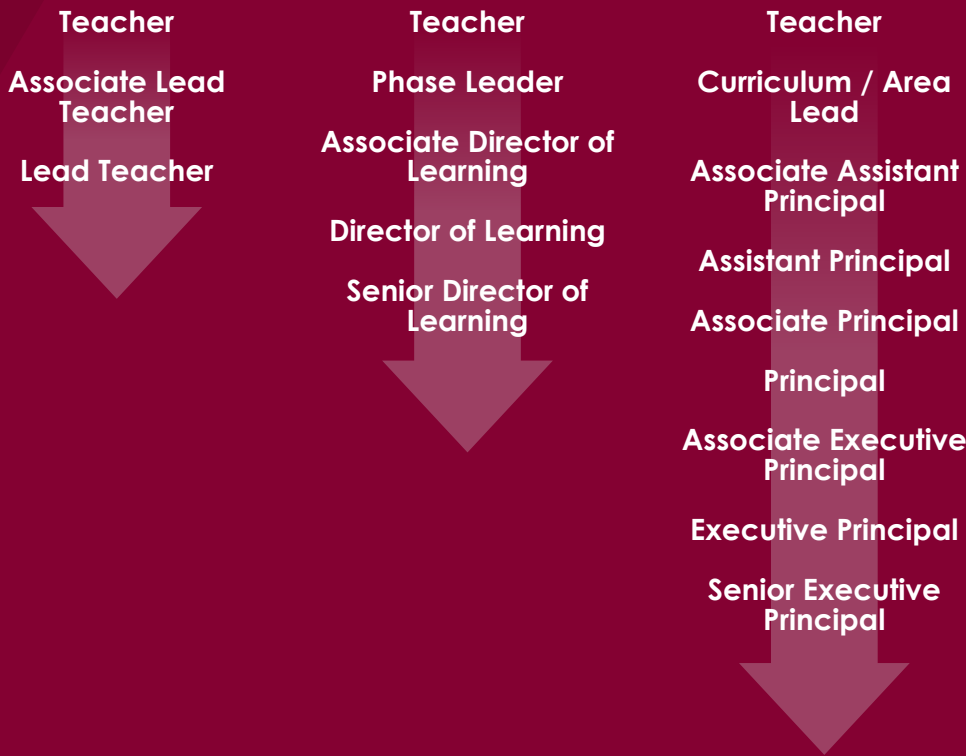 Teacher
Associate Lead
Teacher
Lead Teacher
Teacher
Phase Leader
Associate Director of
Learning
Director of Learning
Senior Director of
Learning
Teacher
Curriculum / Area
Lead
Associate Assistant
Principal
Assistant Principal
Associate Principal
Principal
Associate Executive
Principal
Executive Principal
Senior Executive
Principal